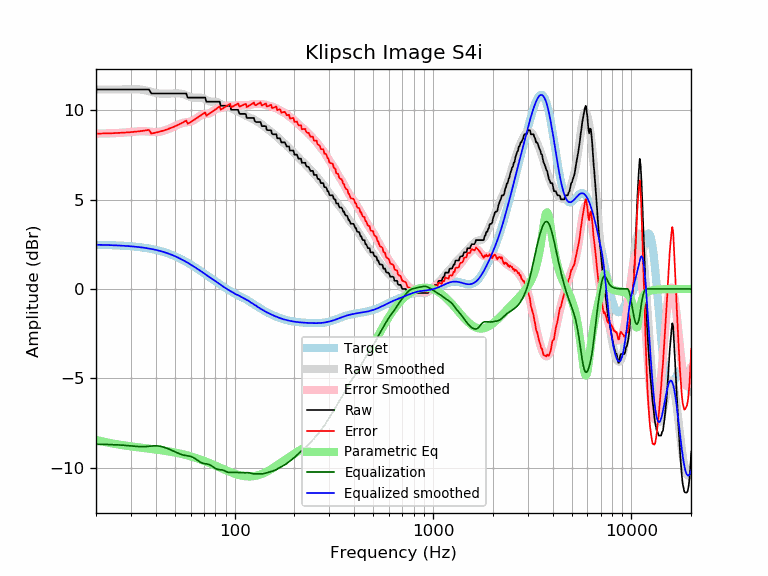 Klipsch Image S4i
Amplitude (dBr)
10
5
0
−5
−10
100
1000
10000
Frequency (Hz)
Target
Raw Smoothed
Error Smoothed
Raw
Error
Parametric Eq
Equalization
Equalized smoothed